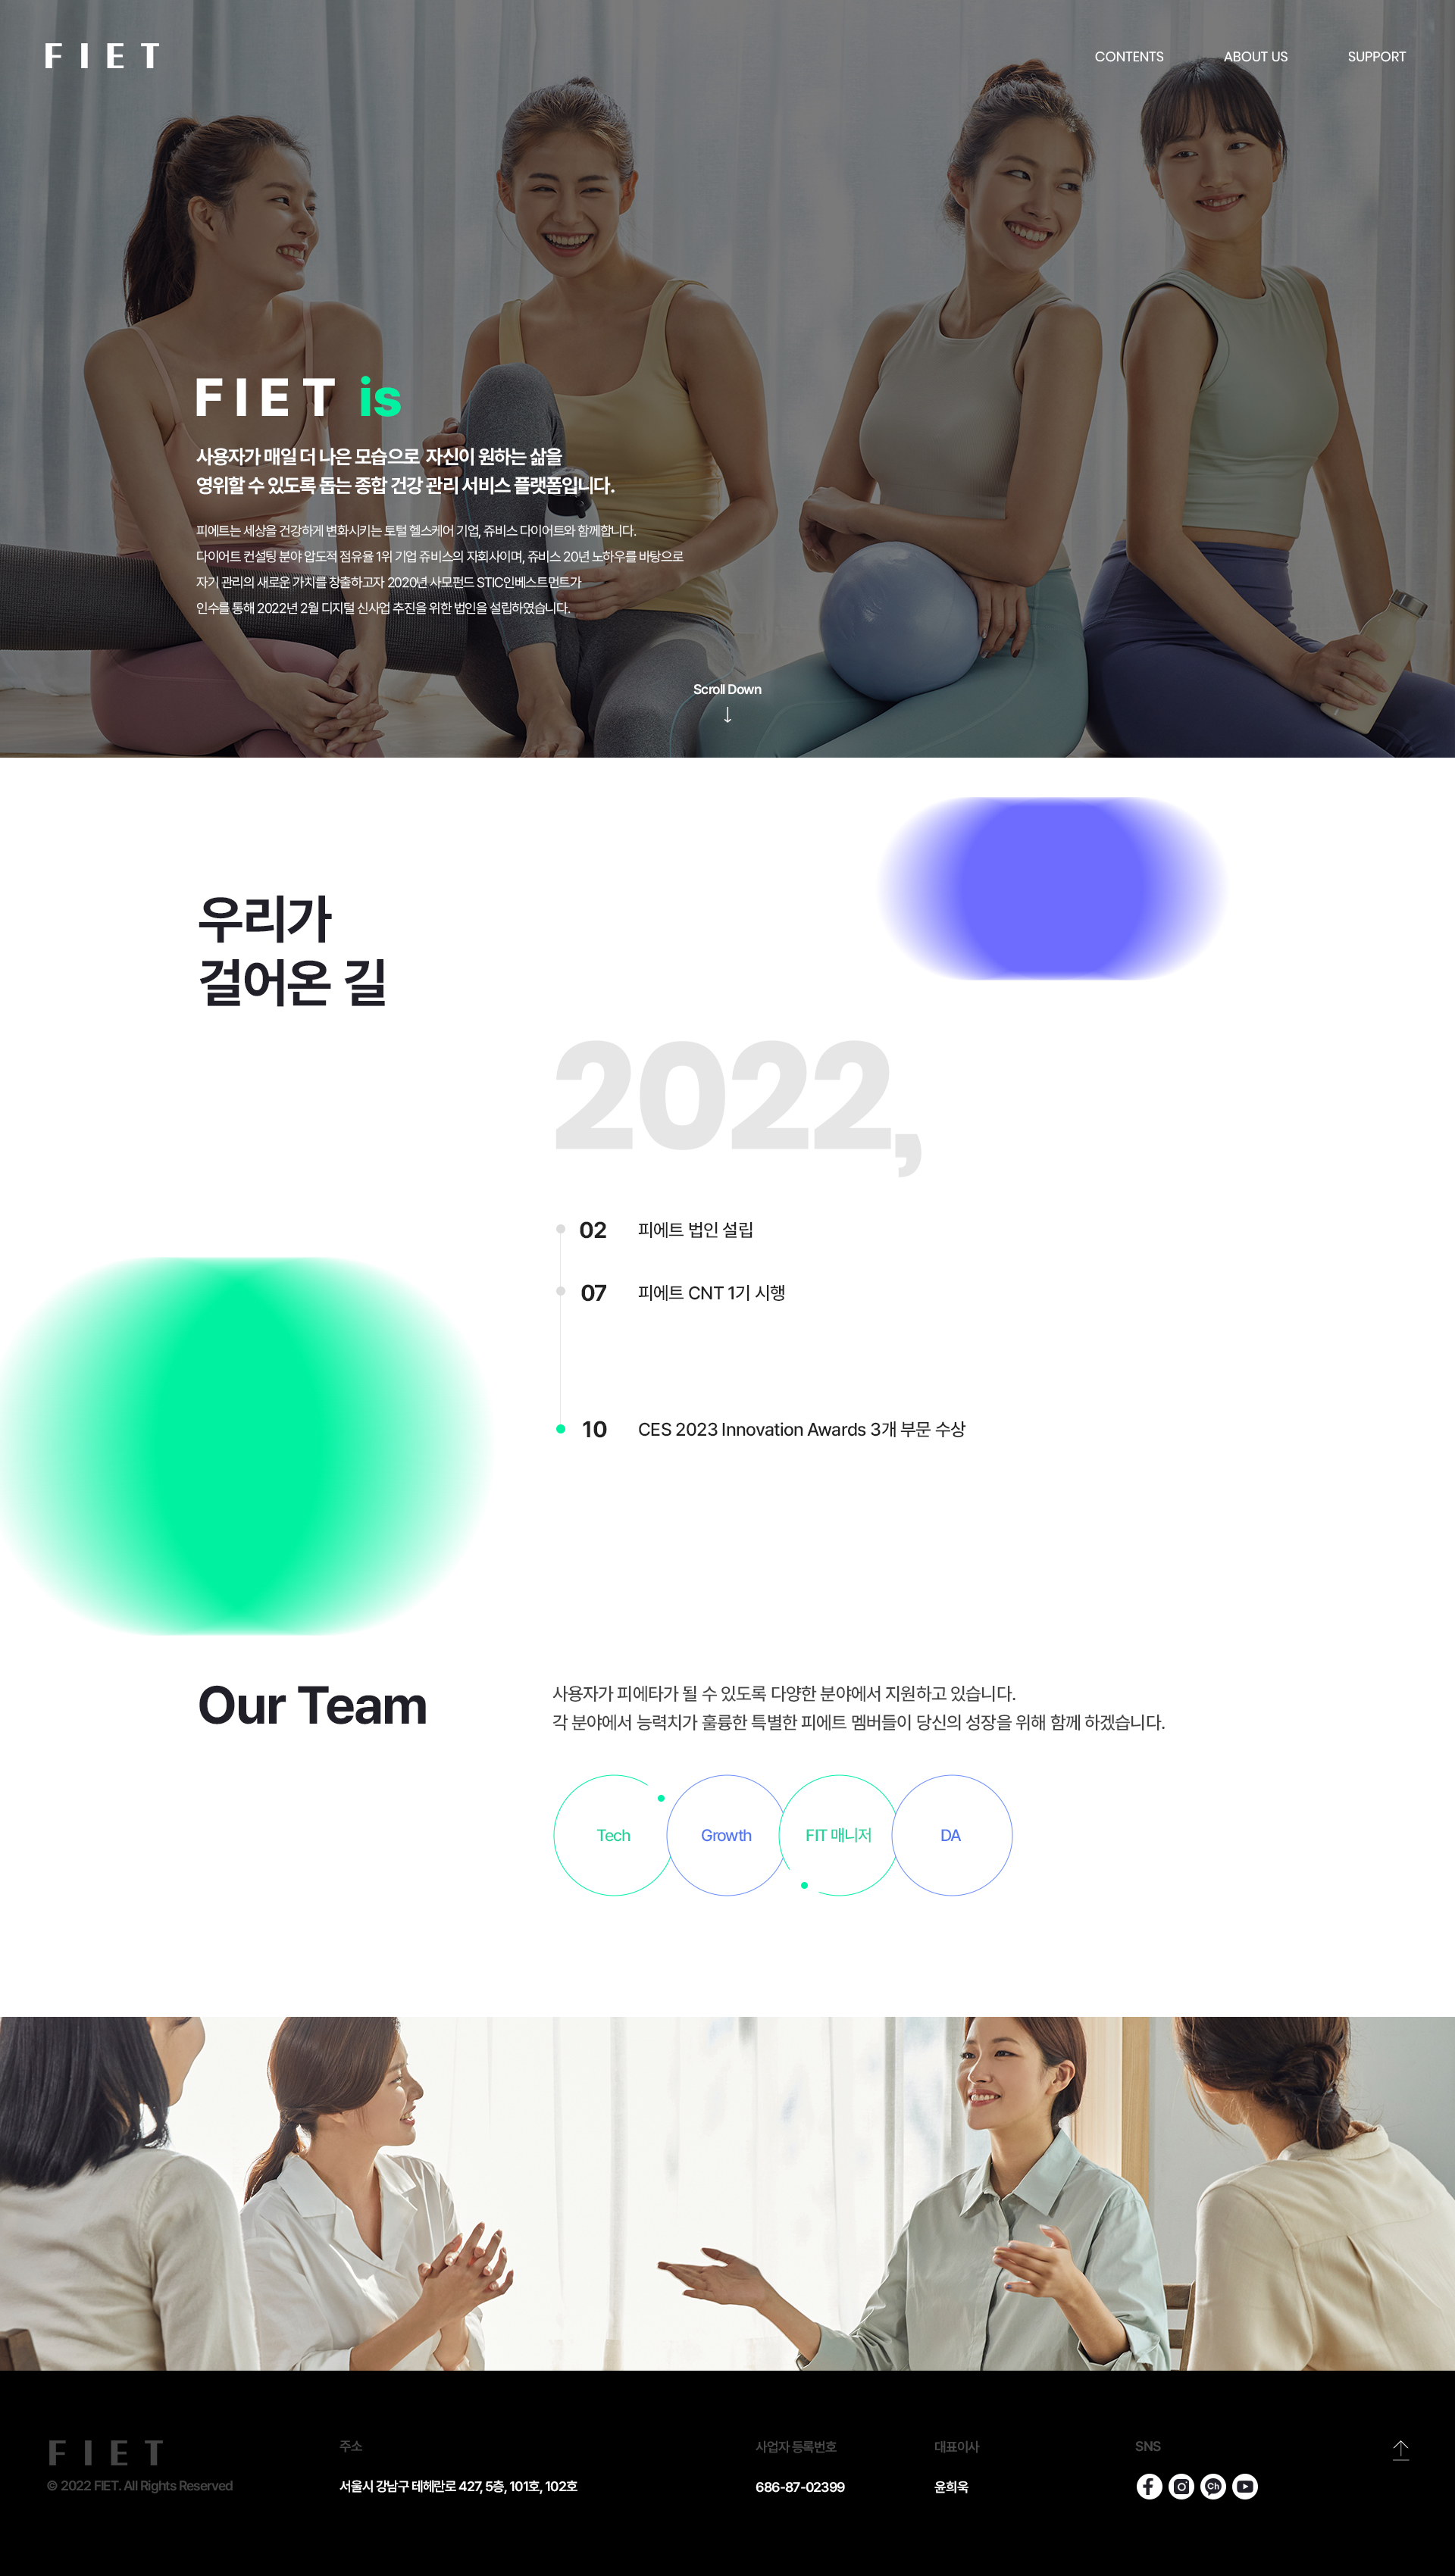 FIET
CONTENTS
ABOUT US
SUPPORT
FIET is
사용자가 매일 더 나은 모습으로 자신이 원하는 삶을
영위할 수 있도록 돕는 종합 건강 관리 서비스 플랫폼입니다.
피에트는 세상을 건강하게 변화시키는 토털 헬스케어 기업, 쥬비스 다이어트와 함께합니다.
다이어트 컨설팅 분야 압도적 점유율 1위 기업 쥬비스의 자회사이며, 쥬비스 20년 노하우를 바탕으로
자기 관리의 새로운 가치를 창출하고자 2020년 사모펀드 STIC인베스트먼트가
인수를 통해 2022년 2월 디지털 신사업 추진을 위한 법인을 설립하였습니다.
Scroll Down
우리가
걸어온 길
2022,
02 피에트 법인 설립
07 피에트 CNT 1기 시행
10 CES 2023 Innovation Awards 3개 부문 수상
Our Team
사용자가 피에타가 될 수 있도록 다양한 분야에서 지원하고 있습니다.
각 분야에서 능력치가 훌륭한 특별한 피에트 멤버들이 당신의 성장을 위해 함께 하겠습니다.
Tech
Growth
FIT 매니저
DA
FIET
© 2022 FIET. All Rights Reserved
주소
서울시 강남구 테헤란로 427, 5층, 101호, 102호
사업자 등록번호
686-87-02399
대표이사
윤희욱
SNS
Ch